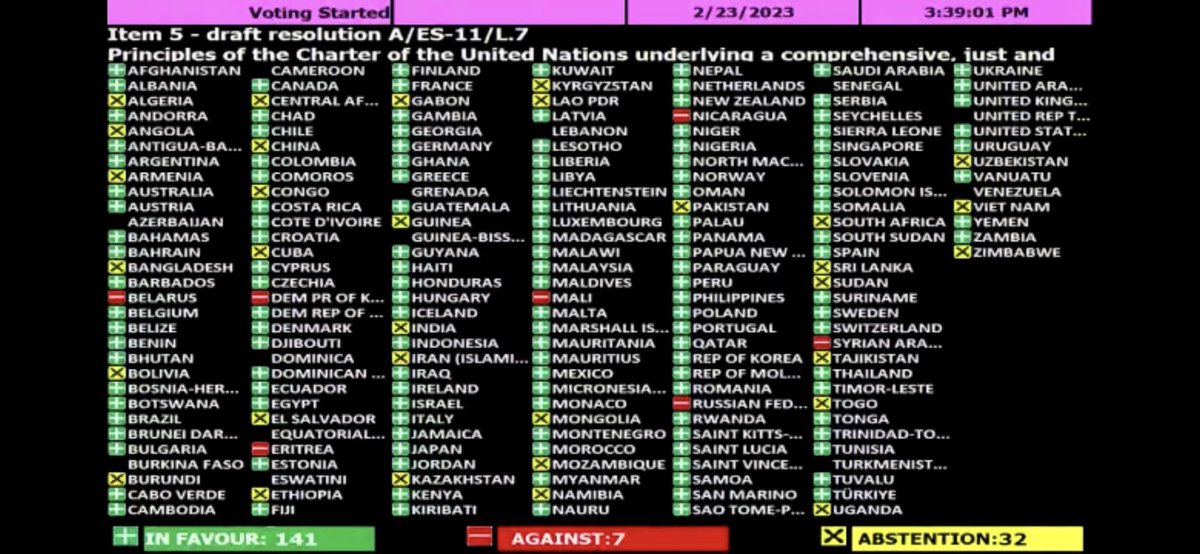 Voting Started 2/23/2023 3:39:01 PM
Item 5 - draft resolution A/ES-11/L.7
Principles of the Charter of the United Nations underlying a comprehensive, just and
AFGHANISTAN CAMEROON FINLAND KUWAIT NEPAL SAUDI ARABIA UKRAINE
ALBANIA CANADA FRANCE KYRGYZSTAN NETHERLANDS SENEGAL UNITED ARA...
ALGERIA CENTRAL AF... GABON LAO PDR NEW ZEALAND SERBIA UNITED KING...
ANDORRA CHAD GAMBIA LATVIA NICARAGUA SEYCHELLES UNITED REP T...
ANGOLA CHILE GEORGIA LEBANON NIGER SIERRA LEONE UNITED STAT...
ANTIGUA-BA... CHINA GERMANY LESOTHO NIGERIA SINGAPORE URUGUAY
ARGENTINA COLOMBIA GHANA LIBERIA NORTH MAC... SLOVAKIA UZBEKISTAN
ARMENIA COMOROS GREECE LIBYA NORWAY SLOVENIA VANUATU
AUSTRALIA CONGO GRENADA LIECHTENSTEIN OMAN SOLOMON IS... VENEZUELA
AUSTRIA COSTA RICA GUATEMALA LITHUANIA PAKISTAN SOMALIA VIET NAM
AZERBAIJAN COTE D'IVOIRE GUINEA LUXEMBOURG PALAU SOUTH AFRICA YEMEN
BAHAMAS CROATIA GUINEA-BISS... MADAGASCAR PANAMA SOUTH SUDAN ZAMBIA
BAHRAIN CUBA GUYANA MALAWI PAPUA NEW ... SPAIN ZIMBABWE
BANGLADESH CYPRUS HAITI MALAYSIA PARAGUAY SRI LANKA
BARBADOS CZECHIA HONDURAS MALDIVES PERU SUDAN
BELARUS DEM PR OF K... HUNGARY MALI PHILIPPINES SURINAME
BELGIUM DEM REP OF ... ICELAND MALTA POLAND SWEDEN
BELIZE DENMARK INDIA MARSHALL IS... PORTUGAL SWITZERLAND
BENIN DJIBOUTI INDONESIA MAURITANIA QATAR SYRIAN ARA...
BHUTAN DOMINICA IRAN (ISLAMI... MAURITIUS REP OF KOREA TAJIKISTAN
BOLIVIA DOMINICAN ... IRAQ MEXICO REP OF MOL... THAILAND
BOSNIA-HER... ECUADOR IRELAND MICRONESIA... ROMANIA TIMOR-LESTE
BOTSWANA EGYPT ISRAEL MONACO RUSSIAN FED... TOGO
BRAZIL EL SALVADOR ITALY MONGOLIA RWANDA TONGA
BRUNEI DAR... EQUATORIAL... JAMAICA MONTENEGRO SAINT KITTS-... TRINIDAD-TO...
BULGARIA ERITREA JAPAN MOROCCO SAINT LUCIA TUNISIA
BURKINA FASO ESTONIA JORDAN MOZAMBIQUE SAINT VINCE... TURKMENIST...
BURUNDI ESWATINI KAZAKHSTAN MYANMAR SAMOA TUVALU
CABO VERDE ETHIOPIA KENYA NAMIBIA SAN MARINO TÜRKIYE
CAMBODIA FIJI KIRIBATI NAURU SAO TOME-P... UGANDA
IN FAVOUR: 141 AGAINST:7 ABSTENTION:32